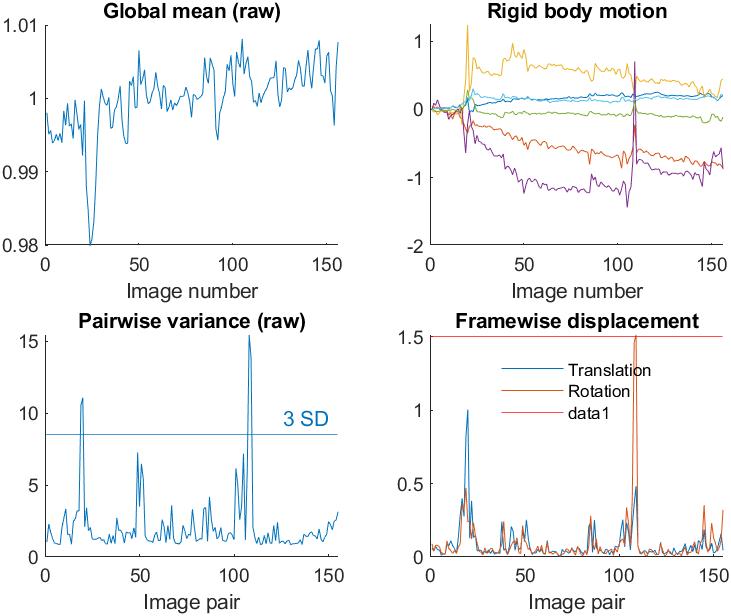 Global mean (raw)
1.01
1
0.99
0.98
0
50
100
150
Image number
Rigid body motion
1
0
-1
-2
0
50
100
150
Image number
Pairwise variance (raw)
15
10
5
0
3 SD
0
50
100
150
Image pair
Framewise displacement
1.5
1
0.5
0
Translation
Rotation
data1
0
50
100
150
Image pair